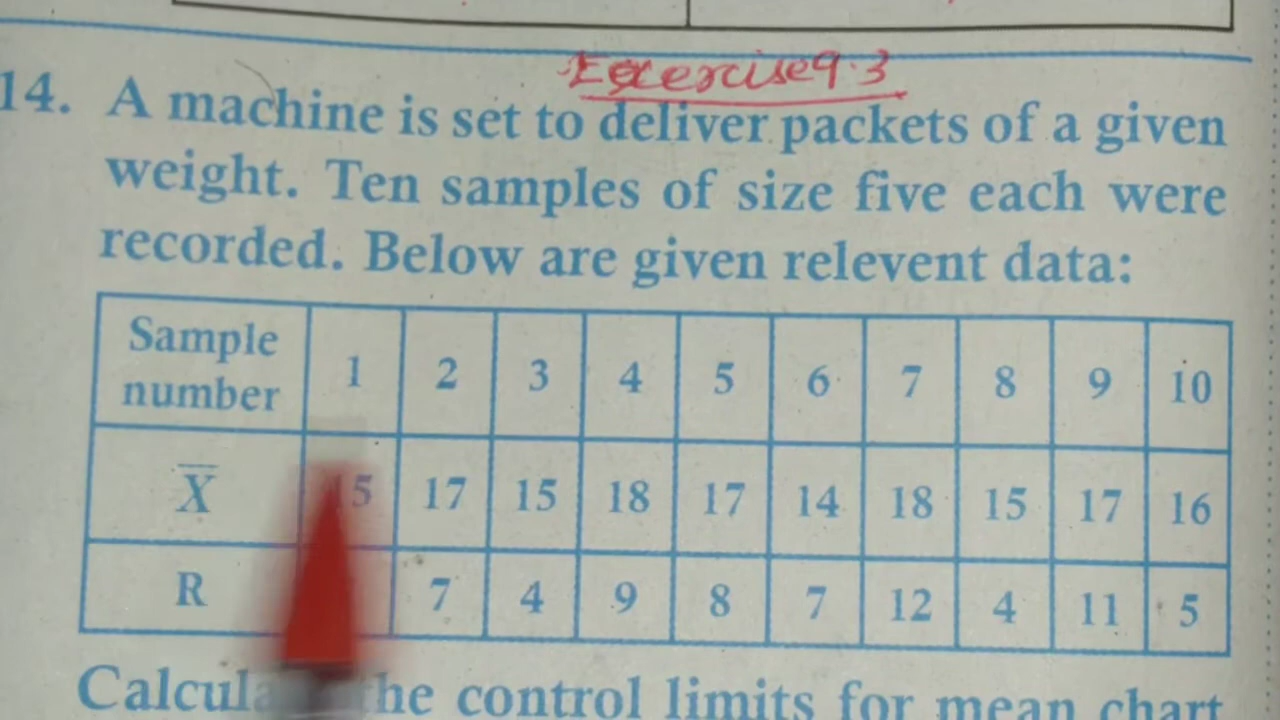 Exercise 9.3
14. A machine is set to deliver packets of a given
weight. Ten samples of size five each were
recorded. Below are given relevent data:
Sample number 1 2 3 4 5 6 7 8 9 10
X̅ 15 17 15 18 17 14 18 15 17 16
R 7 4 9 8 7 12 4 11 5
the control limits for mean chart